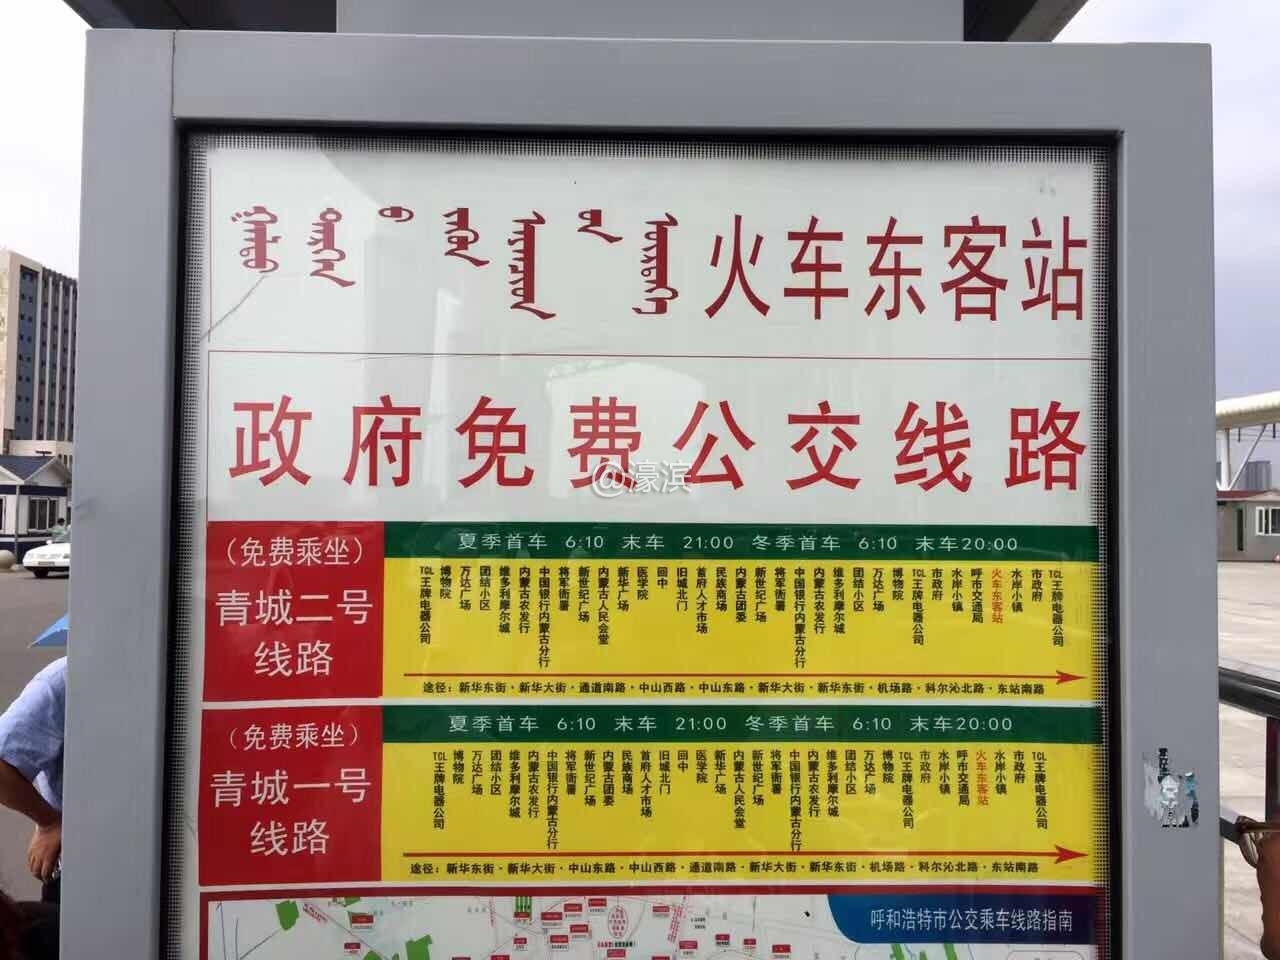 火车东客站
政府免费公交线路
@濠滨
(免费乘坐)
青城二号
线路
夏季首车 6:10 末车 21:00 冬季首车 6:10 末车20:00
TCL王牌电器公司
博物院
万达广场
团结小区
维多利摩尔城
内蒙古农发行
中国银行内蒙古分行
将军衙署
新世纪广场
内蒙古人民会堂
新华广场
医学院
回中
旧城北门
首府人才市场
民族商场
内蒙古团委
新世纪广场
将军衙署
中国银行内蒙古分行
内蒙古农发行
维多利摩尔城
团结小区
万达广场
博物院
TCL王牌电器公司
市政府
水岸小镇
呼市交通局
火车东客站
水岸小镇
市政府
TCL王牌电器公司
途径：新华东街·新华大街·通道南路·中山西路·中山东路·新华大街·新华东街·机场路·科尔沁北路·东站南路
(免费乘坐)
青城一号
线路
夏季首车 6:10 末车 21:00 冬季首车 6:10 末车20:00
TCL王牌电器公司
博物院
万达广场
团结小区
维多利摩尔城
内蒙古农发行
中国银行内蒙古分行
将军衙署
新世纪广场
内蒙古团委
民族商场
首府人才市场
旧城北门
回中
医学院
新华广场
内蒙古人民会堂
新世纪广场
将军衙署
中国银行内蒙古分行
内蒙古农发行
维多利摩尔城
团结小区
万达广场
博物院
TCL王牌电器公司
市政府
水岸小镇
呼市交通局
火车东客站
水岸小镇
市政府
TCL王牌电器公司
途径：新华东街·新华大街·中山东路·中山西路·通道南路·新华大街·新华东街·机场路·科尔沁北路·东站南路
呼和浩特市公交乘车线路指南